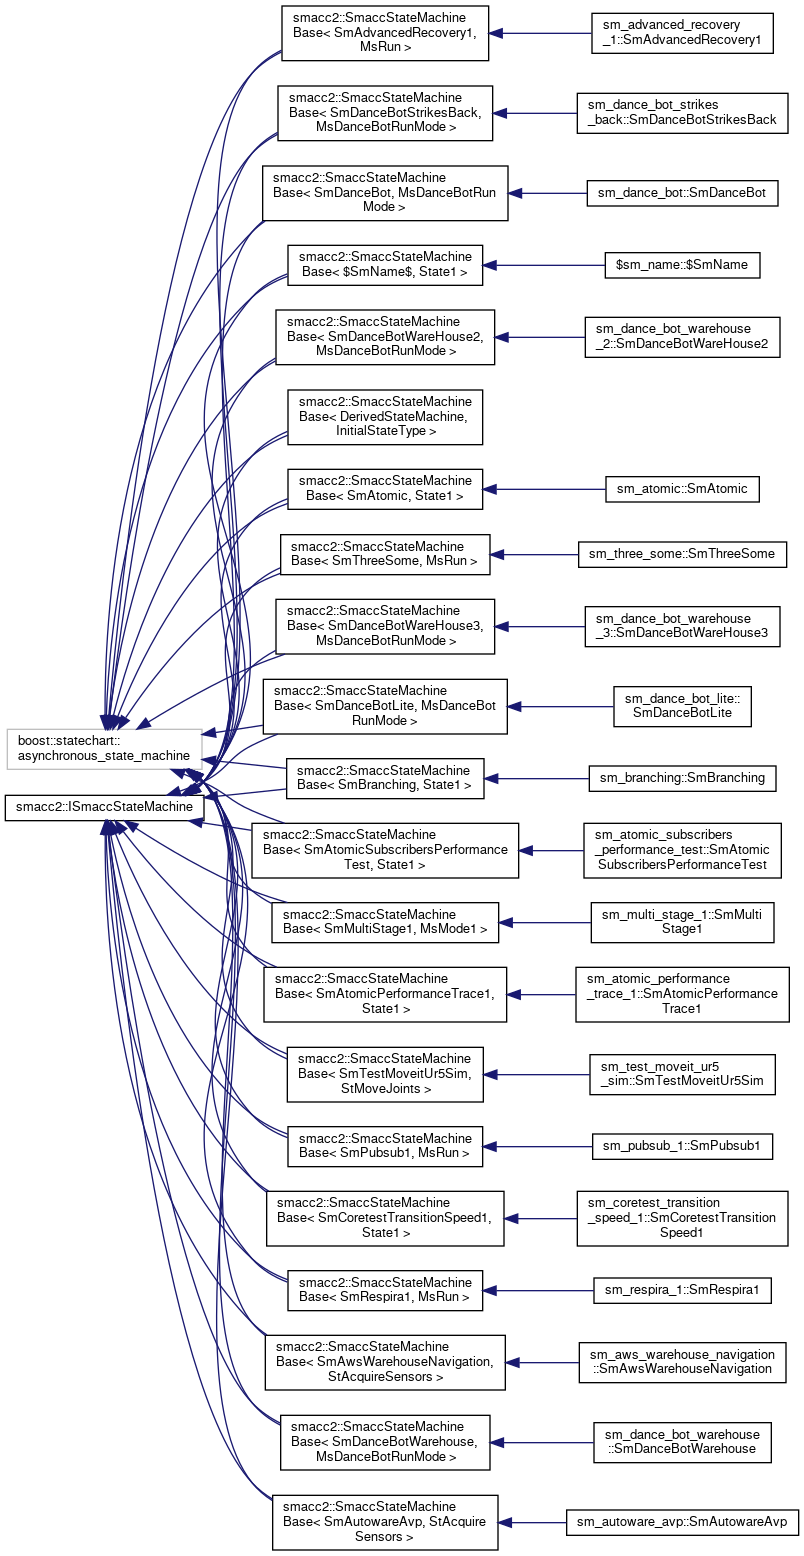 smacc2::SmaccStateMachine
Base< SmAdvancedRecovery1,
MsRun >
sm_advanced_recovery
_1::SmAdvancedRecovery1
smacc2::SmaccStateMachine
Base< SmDanceBotStrikesBack,
MsDanceBotRunMode >
sm_dance_bot_strikes
_back::SmDanceBotStrikesBack
smacc2::SmaccStateMachine
Base< SmDanceBot, MsDanceBotRun
Mode >
sm_dance_bot::SmDanceBot
smacc2::SmaccStateMachine
Base< $SmName$, State1 >
$sm_name::$SmName
smacc2::SmaccStateMachine
Base< SmDanceBotWareHouse2,
MsDanceBotRunMode >
sm_dance_bot_warehouse
_2::SmDanceBotWareHouse2
smacc2::SmaccStateMachine
Base< DerivedStateMachine,
InitialStateType >
smacc2::SmaccStateMachine
Base< SmAtomic, State1 >
sm_atomic::SmAtomic
smacc2::SmaccStateMachine
Base< SmThreeSome, MsRun >
sm_three_some::SmThreeSome
smacc2::SmaccStateMachine
Base< SmDanceBotWareHouse3,
MsDanceBotRunMode >
sm_dance_bot_warehouse
_3::SmDanceBotWareHouse3
smacc2::SmaccStateMachine
Base< SmDanceBotLite, MsDanceBot
RunMode >
sm_dance_bot_lite::
SmDanceBotLite
boost::statechart::
asynchronous_state_machine
smacc2::SmaccStateMachine
Base< SmBranching, State1 >
sm_branching::SmBranching
smacc2::ISmaccStateMachine
smacc2::SmaccStateMachine
Base< SmAtomicSubscribersPerformance
Test, State1 >
sm_atomic_subscribers
_performance_test::SmAtomic
SubscribersPerformanceTest
smacc2::SmaccStateMachine
Base< SmMultiStage1, MsMode1 >
sm_multi_stage_1::SmMulti
Stage1
smacc2::SmaccStateMachine
Base< SmAtomicPerformanceTrace1,
State1 >
sm_atomic_performance
_trace_1::SmAtomicPerformance
Trace1
smacc2::SmaccStateMachine
Base< SmTestMoveitUr5Sim,
StMoveJoints >
sm_test_moveit_ur5
_sim::SmTestMoveitUr5Sim
smacc2::SmaccStateMachine
Base< SmPubsub1, MsRun >
sm_pubsub_1::SmPubsub1
smacc2::SmaccStateMachine
Base< SmCoretestTransitionSpeed1,
State1 >
sm_coretest_transition
_speed_1::SmCoretestTransition
Speed1
smacc2::SmaccStateMachine
Base< SmRespira1, MsRun >
sm_respira_1::SmRespira1
smacc2::SmaccStateMachine
Base< SmAwsWarehouseNavigation,
StAcquireSensors >
sm_aws_warehouse_navigation
::SmAwsWarehouseNavigation
smacc2::SmaccStateMachine
Base< SmDanceBotWarehouse,
MsDanceBotRunMode >
sm_dance_bot_warehouse
::SmDanceBotWarehouse
smacc2::SmaccStateMachine
Base< SmAutowareAvp, StAcquire
Sensors >
sm_autoware_avp::SmAutowareAvp